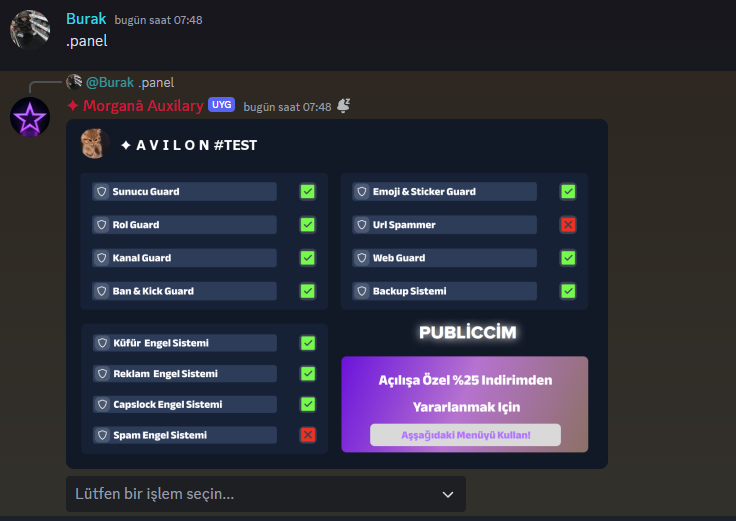 Burak bugün saat 07:48
.panel
@Burak .panel
✦ Morganâ Auxilary UYG bugün saat 07:48
✦ A V I L O N #TEST
Sunucu Guard
Rol Guard
Kanal Guard
Ban & Kick Guard
Emoji & Sticker Guard
Url Spammer
Web Guard
Backup Sistemi
Küfür Engel Sistemi
Reklam Engel Sistemi
Capslock Engel Sistemi
Spam Engel Sistemi
PUBLİCCİM
Açılışa Özel %25 Indirimden
Yararlanmak Için
Aşşağıdaki Menüyü Kullan!
Lütfen bir işlem seçin...